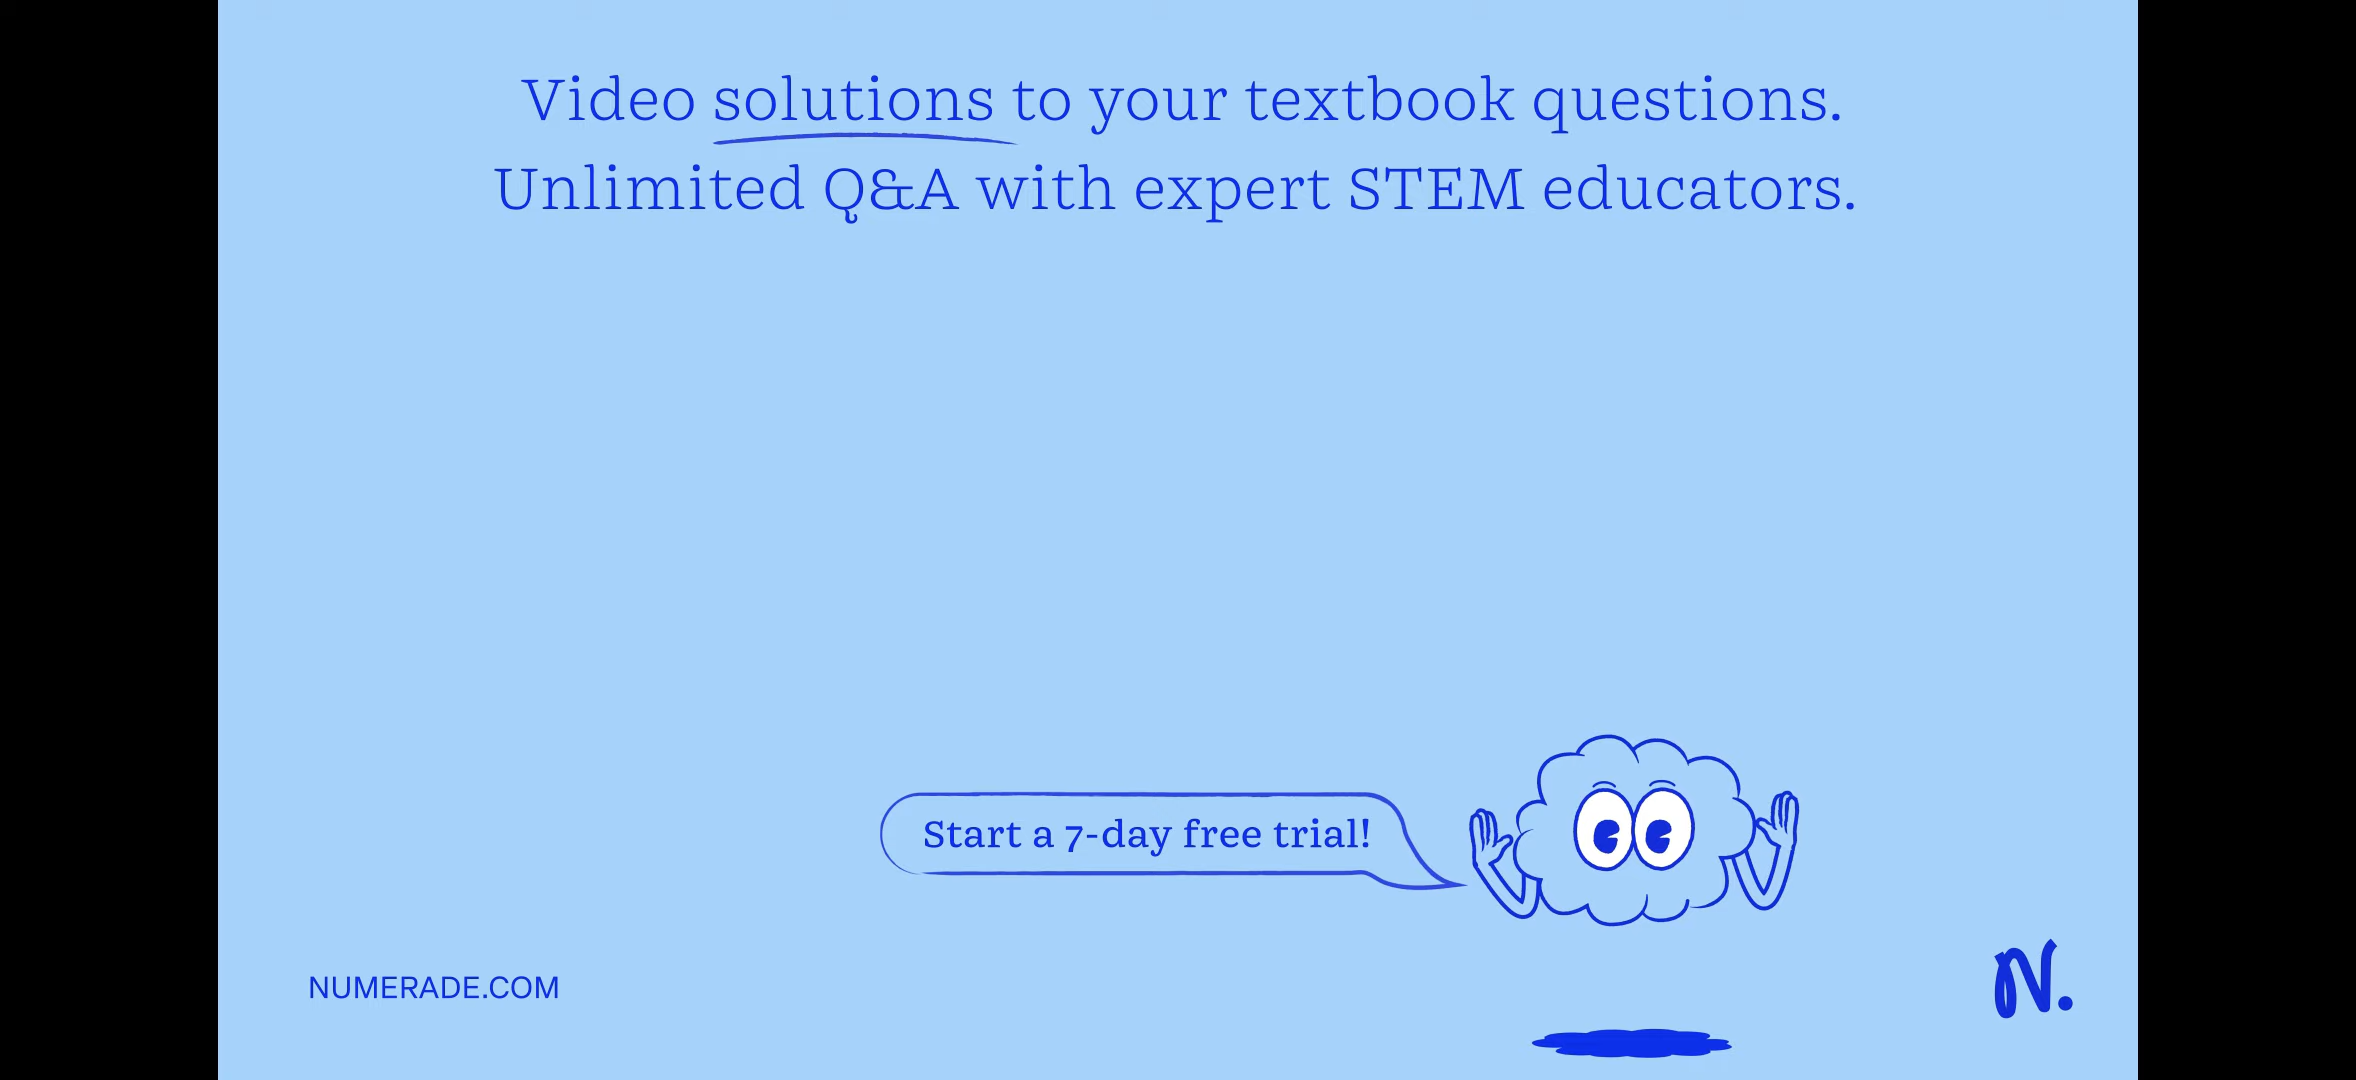 Video solutions to your textbook questions.
Unlimited Q&A with expert STEM educators.
Start a 7-day free trial!
NUMERADE.COM
N.